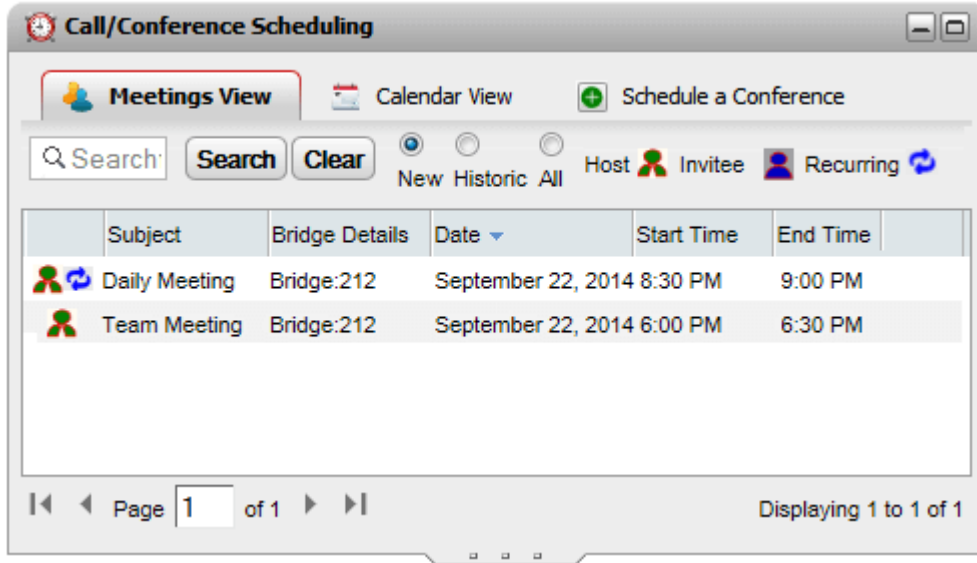 Call/Conference Scheduling
Meetings View Calendar View Schedule a Conference
Search Search Clear New Historic All Host Invitee Recurring
Subject Bridge Details Date Start Time End Time
Daily Meeting Bridge:212 September 22, 2014 8:30 PM 9:00 PM
Team Meeting Bridge:212 September 22, 2014 6:00 PM 6:30 PM
Page 1 of 1 Displaying 1 to 1 of 1